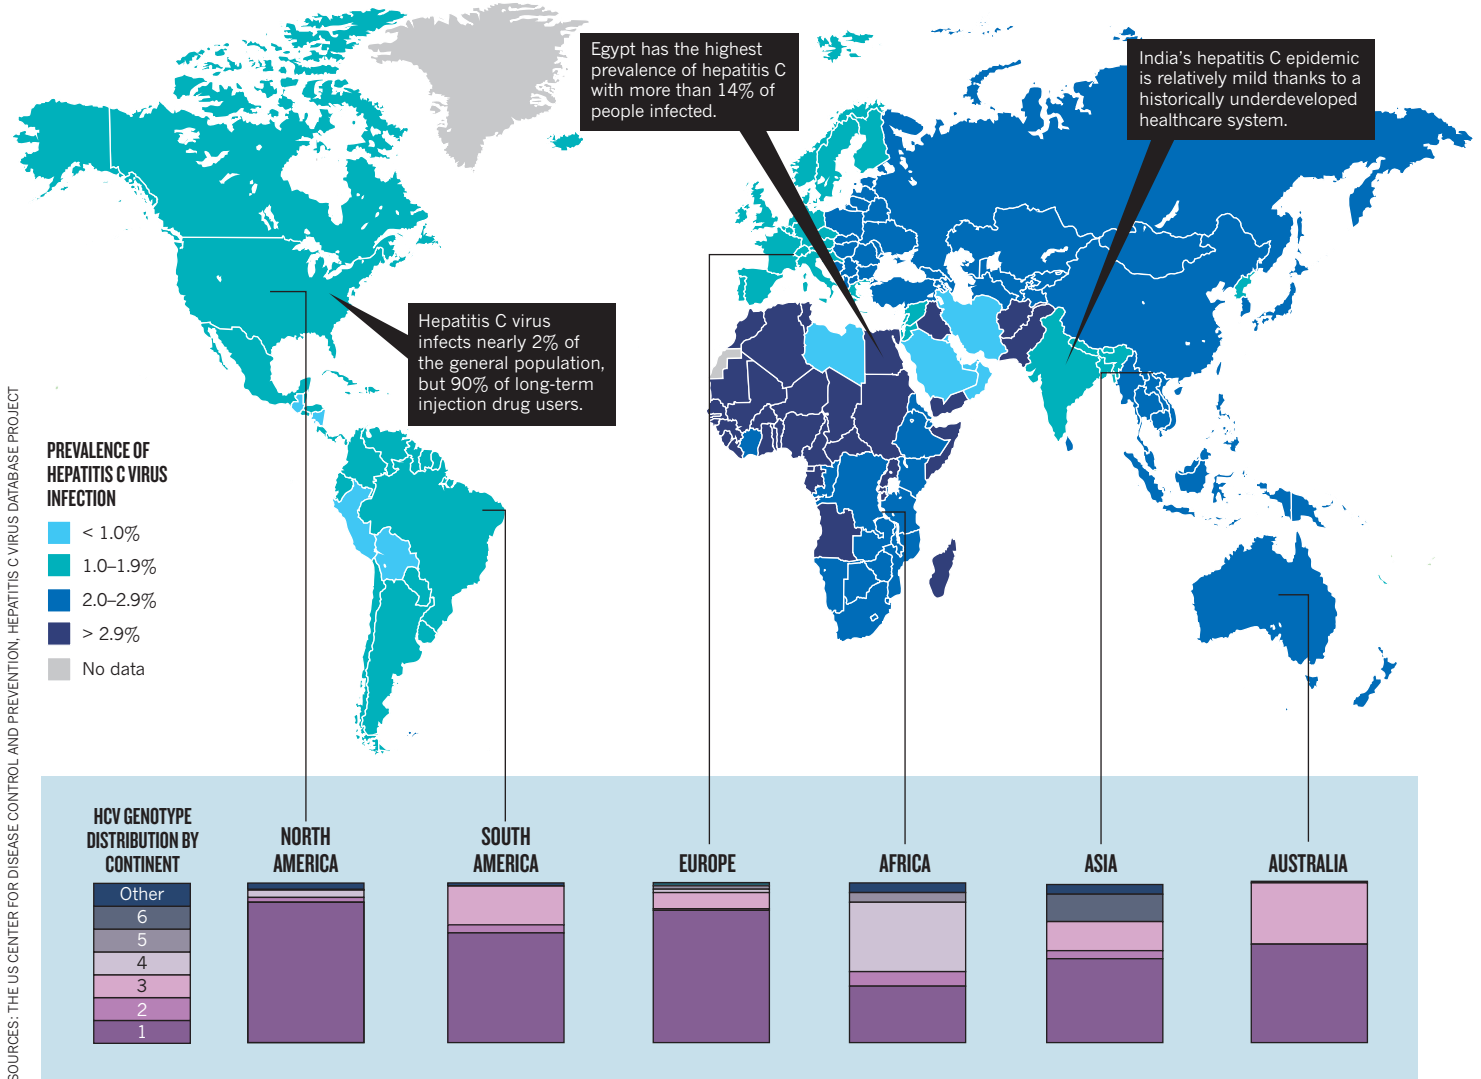 Egypt has the highest
prevalence of hepatitis C
with more than 14% of
people infected.
India’s hepatitis C epidemic
is relatively mild thanks to a
historically underdeveloped
healthcare system.
Hepatitis C virus
infects nearly 2% of
the general population,
but 90% of long-term
injection drug users.
PREVALENCE OF
HEPATITIS C VIRUS
INFECTION
< 1.0%
1.0–1.9%
2.0–2.9%
> 2.9%
No data
SOURCES: THE US CENTER FOR DISEASE CONTROL AND PREVENTION, HEPATITIS C VIRUS DATABASE PROJECT
HCV GENOTYPE
DISTRIBUTION BY
CONTINENT
Other
6
5
4
3
2
1
NORTH
AMERICA
SOUTH
AMERICA
EUROPE
AFRICA
ASIA
AUSTRALIA